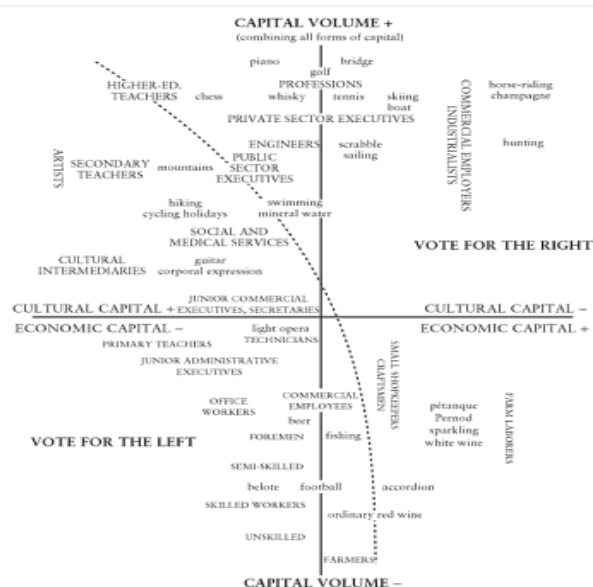 CAPITAL VOLUME +
(combining all forms of capital)
piano bridge
golf
HIGHER-ED. PROFESSIONS horse-riding
TEACHERS chess whisky tennis skiing champagne
boat
PRIVATE SECTOR EXECUTIVES
COMMERCIAL EMPLOYERS
INDUSTRIALISTS
ENGINEERS scrabble hunting
ARTISTS
SECONDARY PUBLIC sailing
TEACHERS mountains SECTOR
EXECUTIVES
hiking swimming
cycling holidays mineral water
SOCIAL AND
MEDICAL SERVICES VOTE FOR THE RIGHT
CULTURAL guitar
INTERMEDIARIES corporal expression
JUNIOR COMMERCIAL
CULTURAL CAPITAL + EXECUTIVES, SECRETARIES CULTURAL CAPITAL –
ECONOMIC CAPITAL – light opera ECONOMIC CAPITAL +
PRIMARY TEACHERS TECHNICIANS
JUNIOR ADMINISTRATIVE
EXECUTIVES
SMALL SHOPKEEPERS
CRAFTSMEN
OFFICE COMMERCIAL
WORKERS EMPLOYEES pétanque
beer Pernod
FOREMEN fishing sparkling
VOTE FOR THE LEFT white wine
FARM LABORERS
SEMI-SKILLED
belote football accordion
SKILLED WORKERS
ordinary red wine
UNSKILLED
FARMERS
CAPITAL VOLUME –